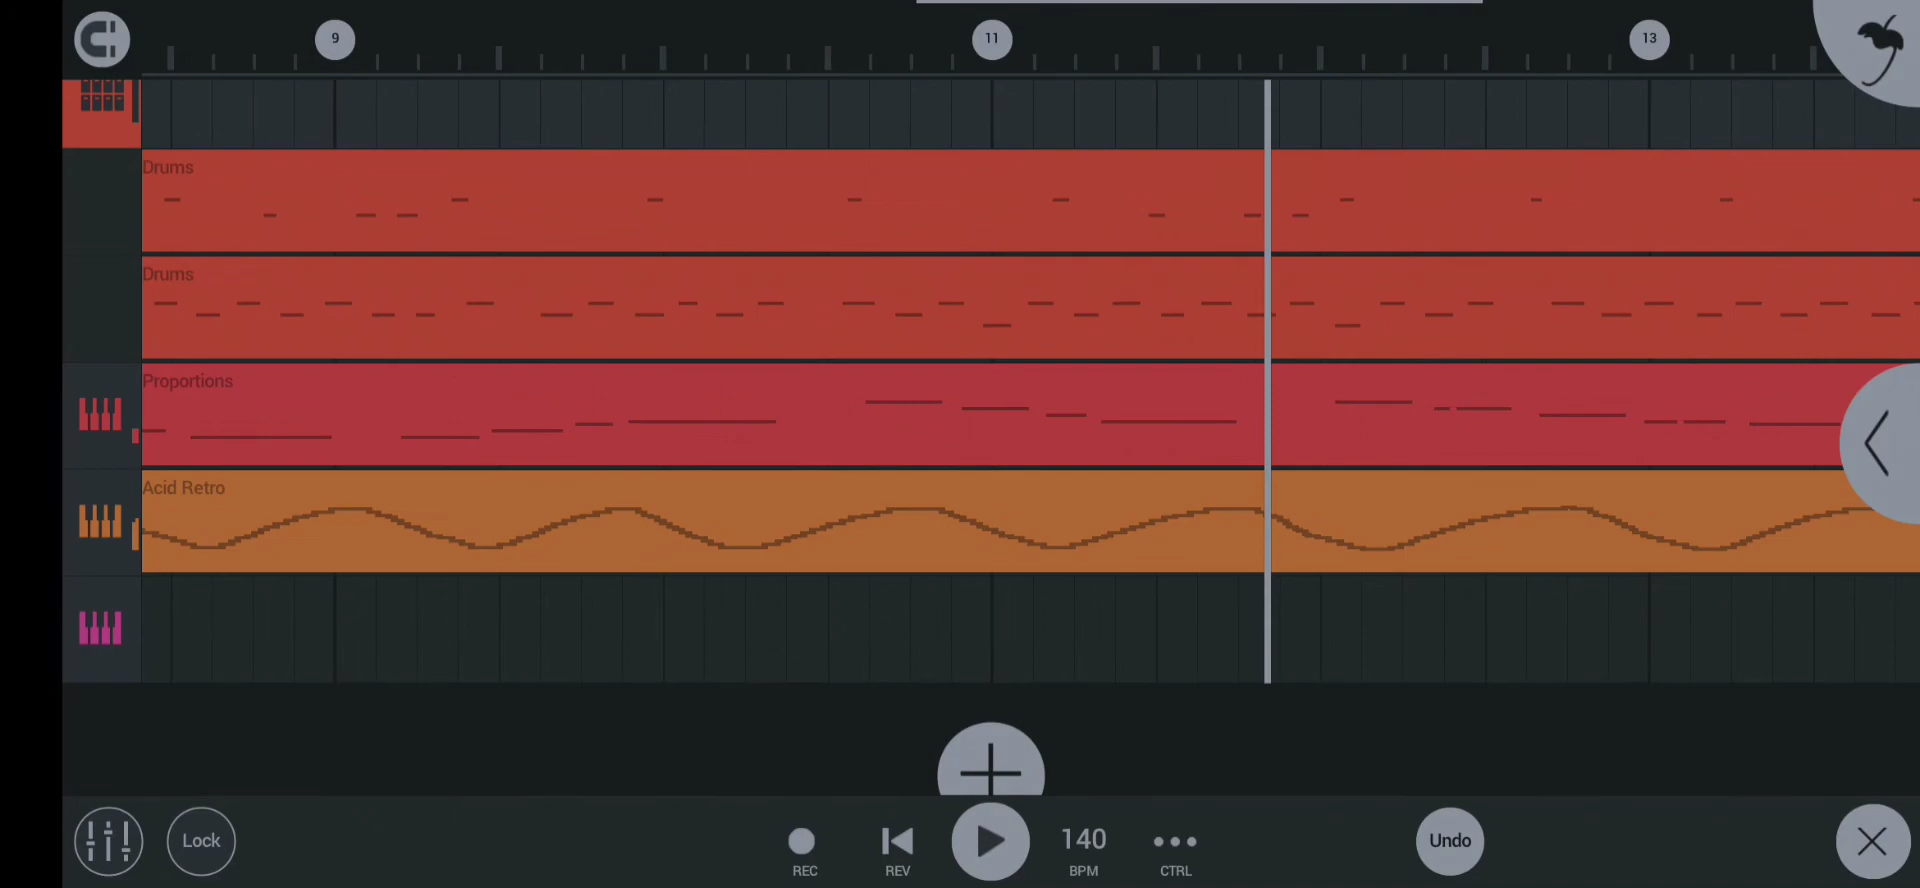 9
11
13
Drums
Drums
Proportions
Acid Retro
Lock
REC
REV
140
BPM
CTRL
Undo